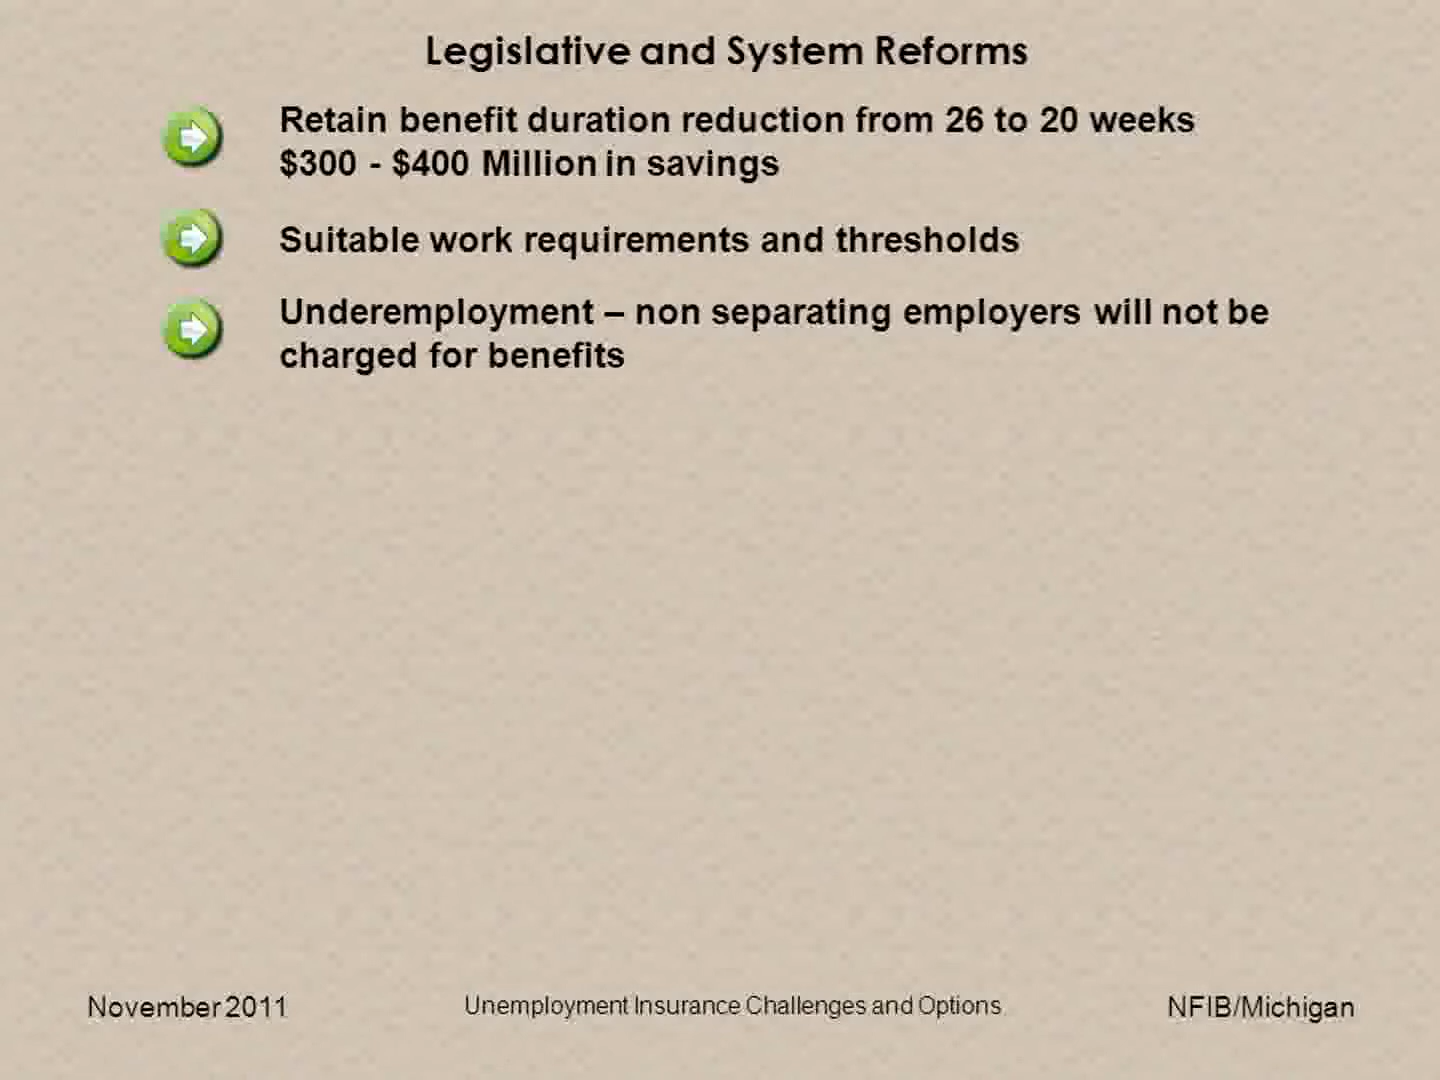 Legislative and System Reforms
Retain benefit duration reduction from 26 to 20 weeks
$300 - $400 Million in savings
Suitable work requirements and thresholds
Underemployment – non separating employers will not be
charged for benefits
November 2011
Unemployment Insurance Challenges and Options
NFIB/Michigan